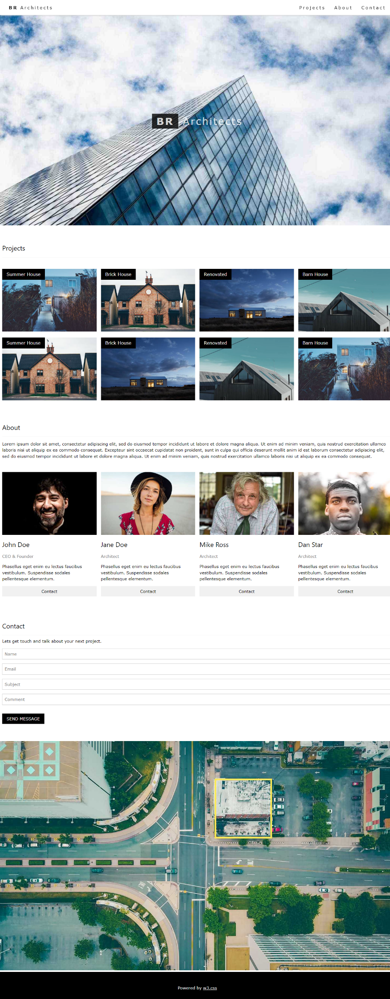 BR Architects
Projects About Contact
BR Architects
Projects
Summer House
Brick House
Renovated
Barn House
Summer House
Brick House
Renovated
Barn House
About
Lorem ipsum dolor sit amet, consectetur adipiscing elit, sed do eiusmod tempor incididunt ut labore et dolore magna aliqua. Ut enim ad minim veniam, quis nostrud exercitation ullamco
laboris nisi ut aliquip ex ea commodo consequat. Excepteur sint occaecat cupidatat non proident, sunt in culpa qui officia deserunt mollit anim id est laborum consectetur adipiscing elit,
sed do eiusmod tempor incididunt ut labore et dolore magna aliqua. Ut enim ad minim veniam, quis nostrud exercitation ullamco laboris nisi ut aliquip ex ea commodo consequat.
John Doe
CEO & Founder
Phasellus eget enim eu lectus faucibus
vestibulum. Suspendisse sodales
pellentesque elementum.
Contact
Jane Doe
Architect
Phasellus eget enim eu lectus faucibus
vestibulum. Suspendisse sodales
pellentesque elementum.
Contact
Mike Ross
Architect
Phasellus eget enim eu lectus faucibus
vestibulum. Suspendisse sodales
pellentesque elementum.
Contact
Dan Star
Architect
Phasellus eget enim eu lectus faucibus
vestibulum. Suspendisse sodales
pellentesque elementum.
Contact
Contact
Lets get touch and talk about your next project.
Name
Email
Subject
Comment
SEND MESSAGE
Powered by w3.css